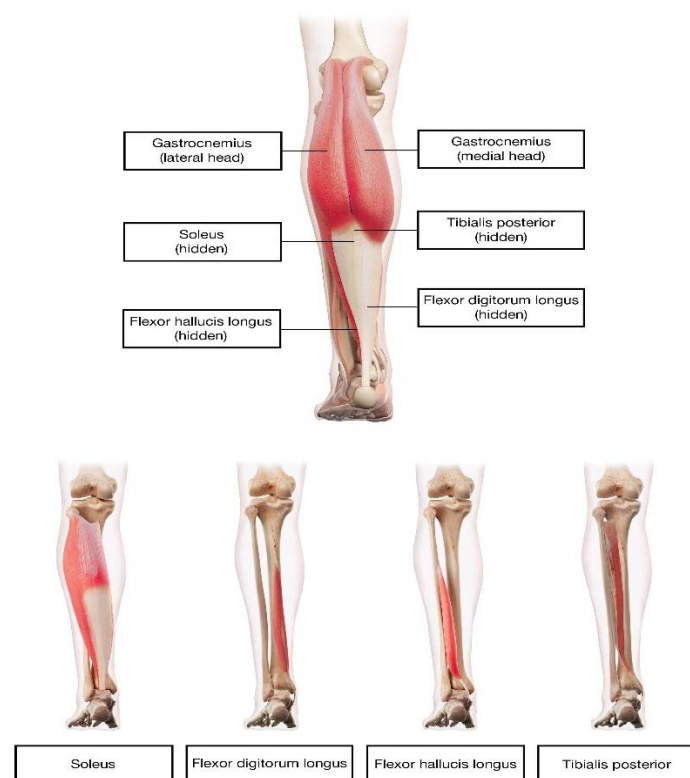 Gastrocnemius
(lateral head)
Gastrocnemius
(medial head)
Soleus
(hidden)
Tibialis posterior
(hidden)
Flexor hallucis longus
(hidden)
Flexor digitorum longus
(hidden)
Soleus
Flexor digitorum longus
Flexor hallucis longus
Tibialis posterior